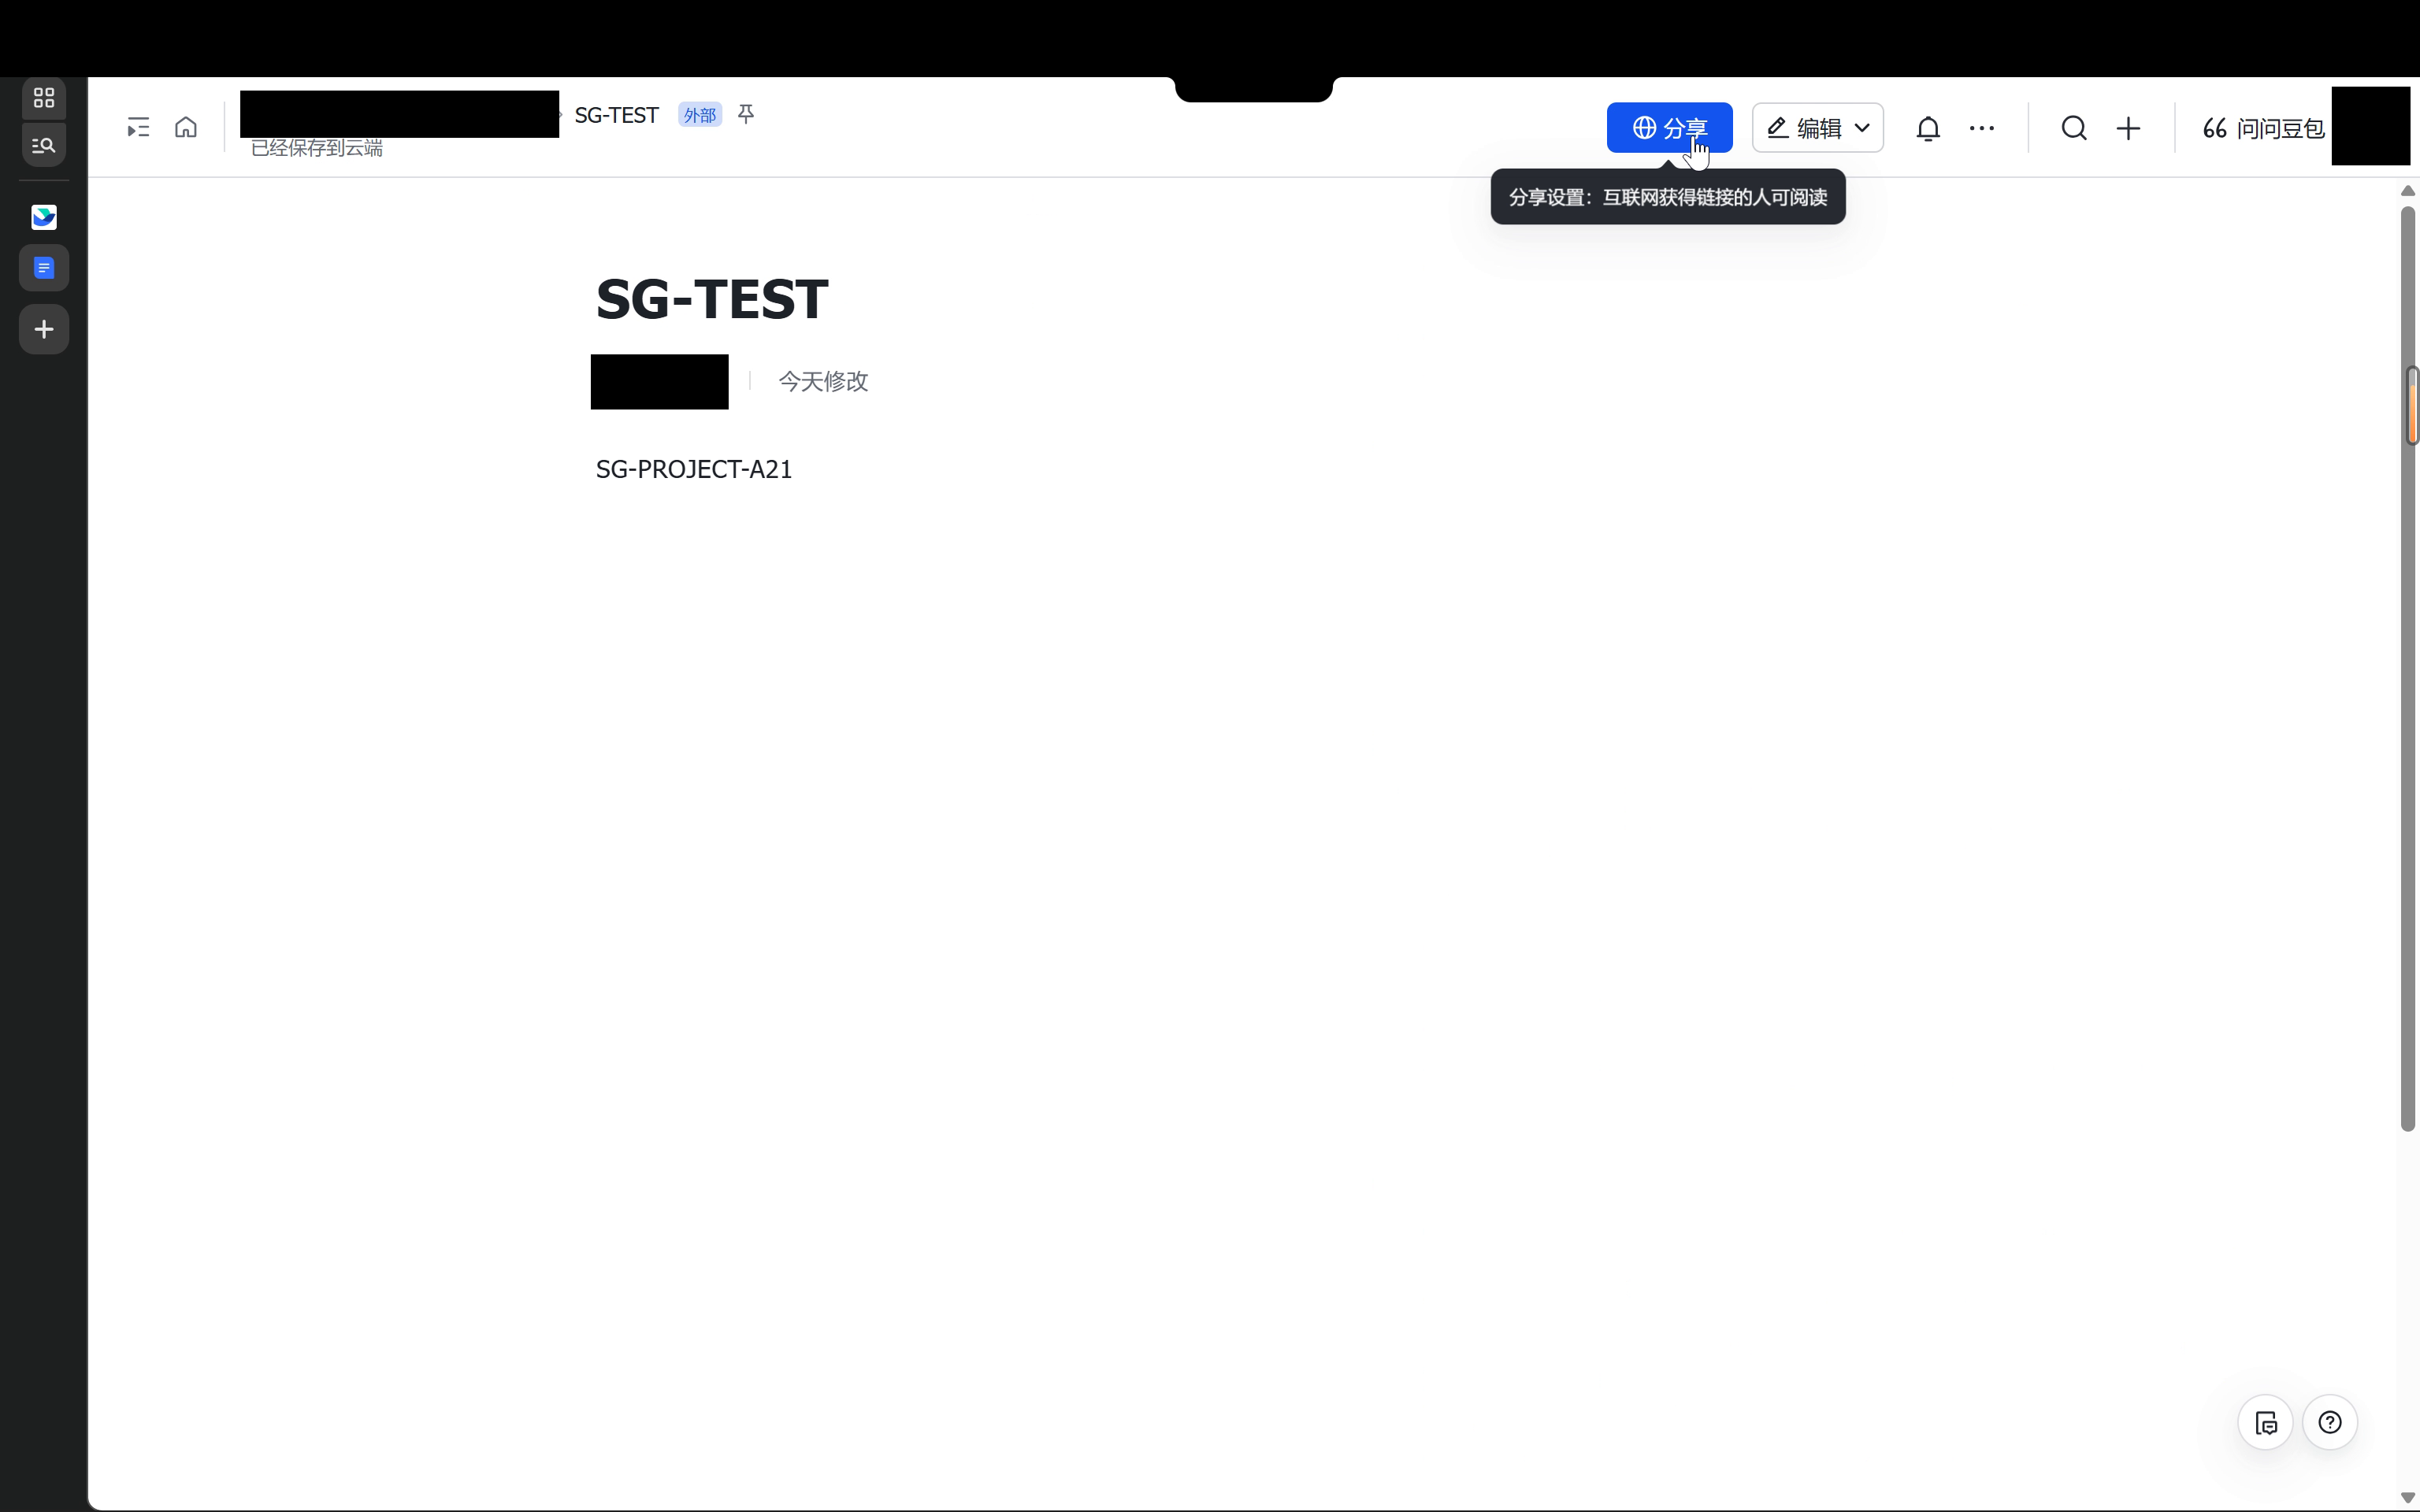 SG-TEST 外部
已经保存到云端
分享 编辑 问问豆包
分享设置：互联网获得链接的人可阅读
SG-TEST
今天修改
SG-PROJECT-A21